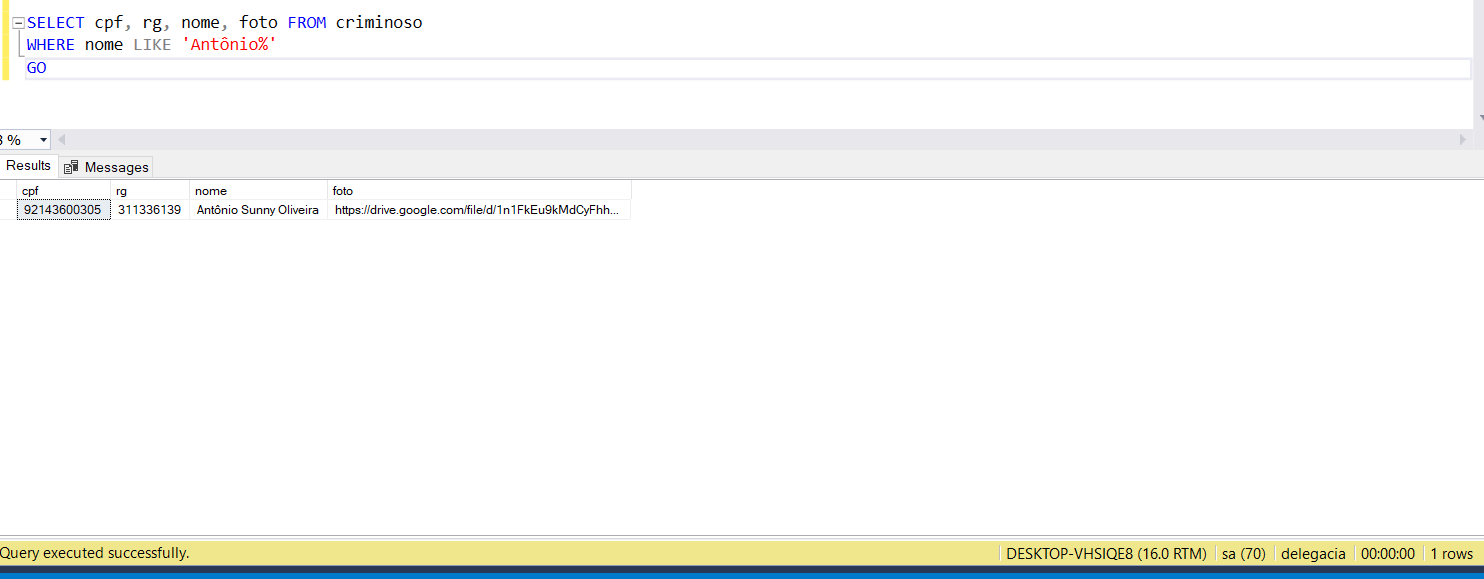 SELECT cpf, rg, nome, foto FROM criminoso
WHERE nome LIKE 'Antônio%'
GO
%
Results Messages
cpf rg nome foto
92143600305 311336139 Antônio Sunny Oliveira https://drive.google.com/file/d/1n1FkEu9kMdCyFhh...
Query executed successfully. DESKTOP-VHSIQE8 (16.0 RTM) sa (70) delegacia 00:00:00 1 rows